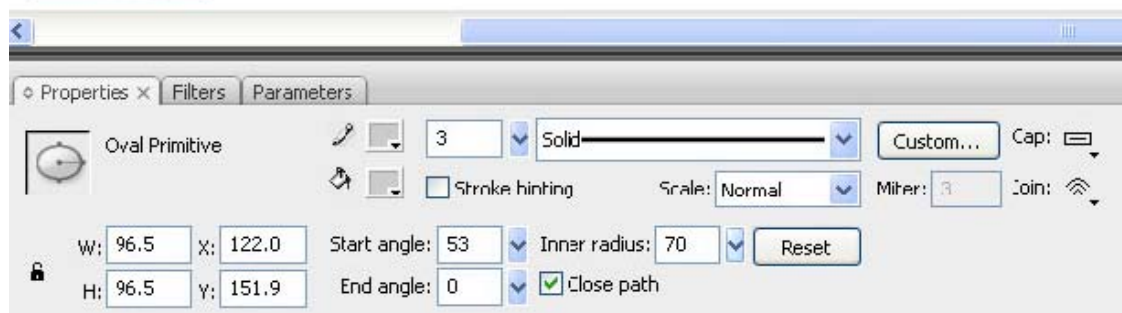 Properties × Filters Parameters
Oval Primitive 3 Solid Custom... Cap:
Stroke hinting Scale: Normal Miter: 3 Join:
W: 96.5 X: 122.0 Start angle: 53 Inner radius: 70 Reset
H: 96.5 Y: 151.9 End angle: 0 Close path